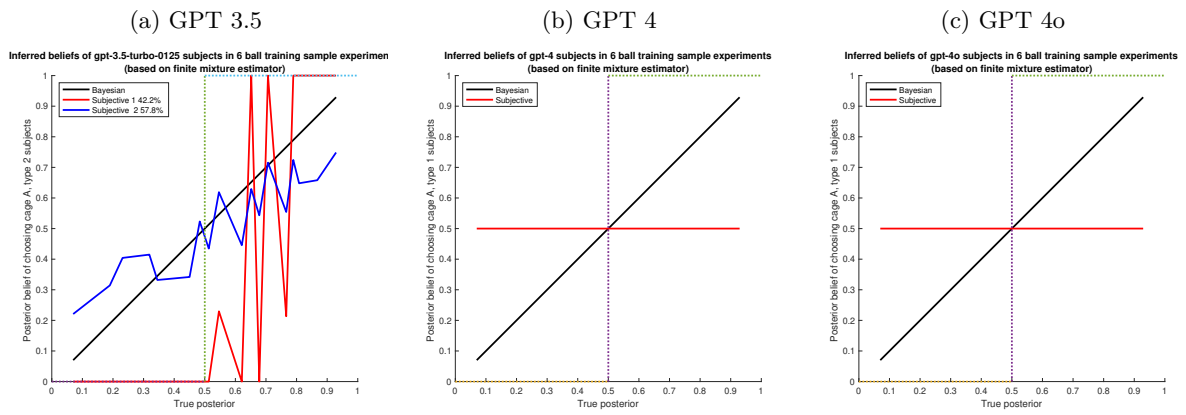 (a) GPT 3.5
Inferred beliefs of gpt-3.5-turbo-0125 subjects in 6 ball training sample experimen
(based on finite mixture estimator)
Bayesian
Subjective 1 42.2%
Subjective 2 57.8%
Posterior belief of choosing cage A, type 2 subjects
1
0.9
0.8
0.7
0.6
0.5
0.4
0.3
0.2
0.1
0
0 0.1 0.2 0.3 0.4 0.5 0.6 0.7 0.8 0.9 1
True posterior
(b) GPT 4
Inferred beliefs of gpt-4 subjects in 6 ball training sample experiments
(based on finite mixture estimator)
Bayesian
Subjective
Posterior belief of choosing cage A, type 1 subjects
1
0.9
0.8
0.7
0.6
0.5
0.4
0.3
0.2
0.1
0
0 0.1 0.2 0.3 0.4 0.5 0.6 0.7 0.8 0.9 1
True posterior
(c) GPT 4o
Inferred beliefs of gpt-4o subjects in 6 ball training sample experiments
(based on finite mixture estimator)
Bayesian
Subjective
Posterior belief of choosing cage A, type 1 subjects
1
0.9
0.8
0.7
0.6
0.5
0.4
0.3
0.2
0.1
0
0 0.1 0.2 0.3 0.4 0.5 0.6 0.7 0.8 0.9 1
True posterior